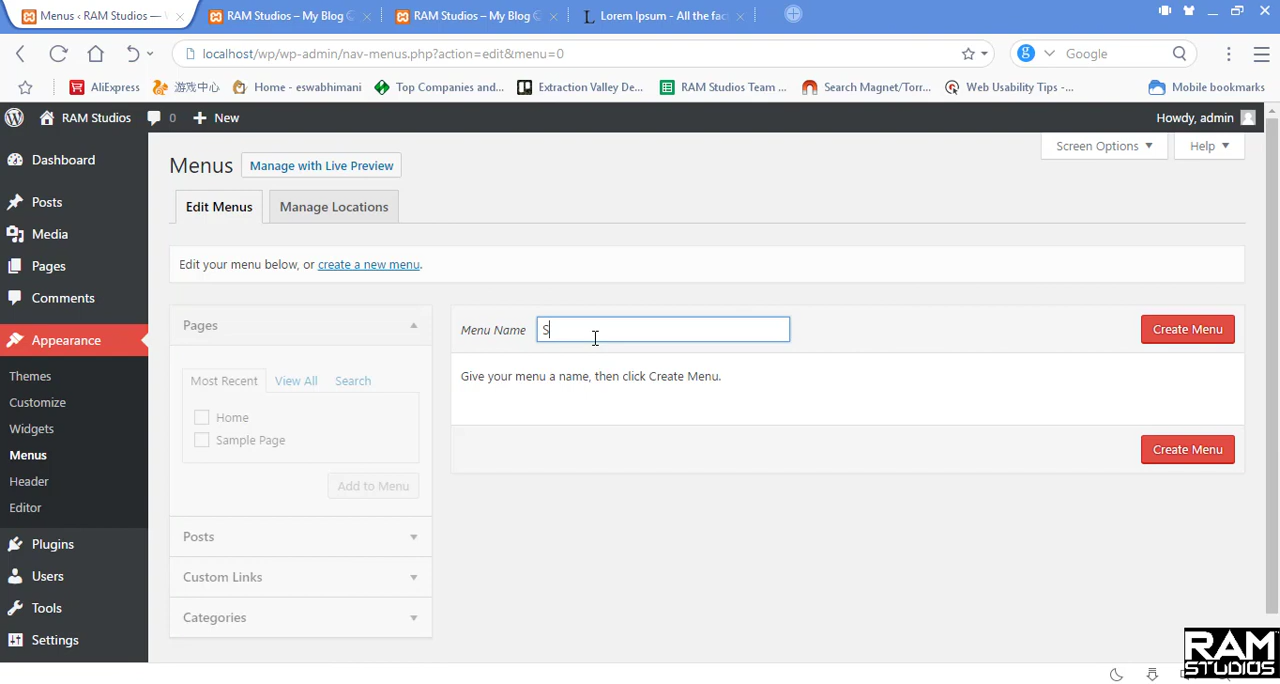 Menus ‹ RAM Studios — 
RAM Studios – My Blog
RAM Studios – My Blog
Lorem Ipsum - All the fac
localhost/wp/wp-admin/nav-menus.php?action=edit&menu=0
Google
AliExpress
游戏中心
Home - eswabhimani
Top Companies and...
Extraction Valley De...
RAM Studios Team ...
Search Magnet/Torr...
Web Usability Tips -...
Mobile bookmarks
RAM Studios
0
New
Howdy, admin
Dashboard
Posts
Media
Pages
Comments
Appearance
Themes
Customize
Widgets
Menus
Header
Editor
Plugins
Users
Tools
Settings
Screen Options
Help
Menus
Manage with Live Preview
Edit Menus
Manage Locations
Edit your menu below, or create a new menu.
Pages
Most Recent
View All
Search
Home
Sample Page
Add to Menu
Posts
Custom Links
Categories
Menu Name
S
Create Menu
Give your menu a name, then click Create Menu.
Create Menu
RAM
STUDIOS